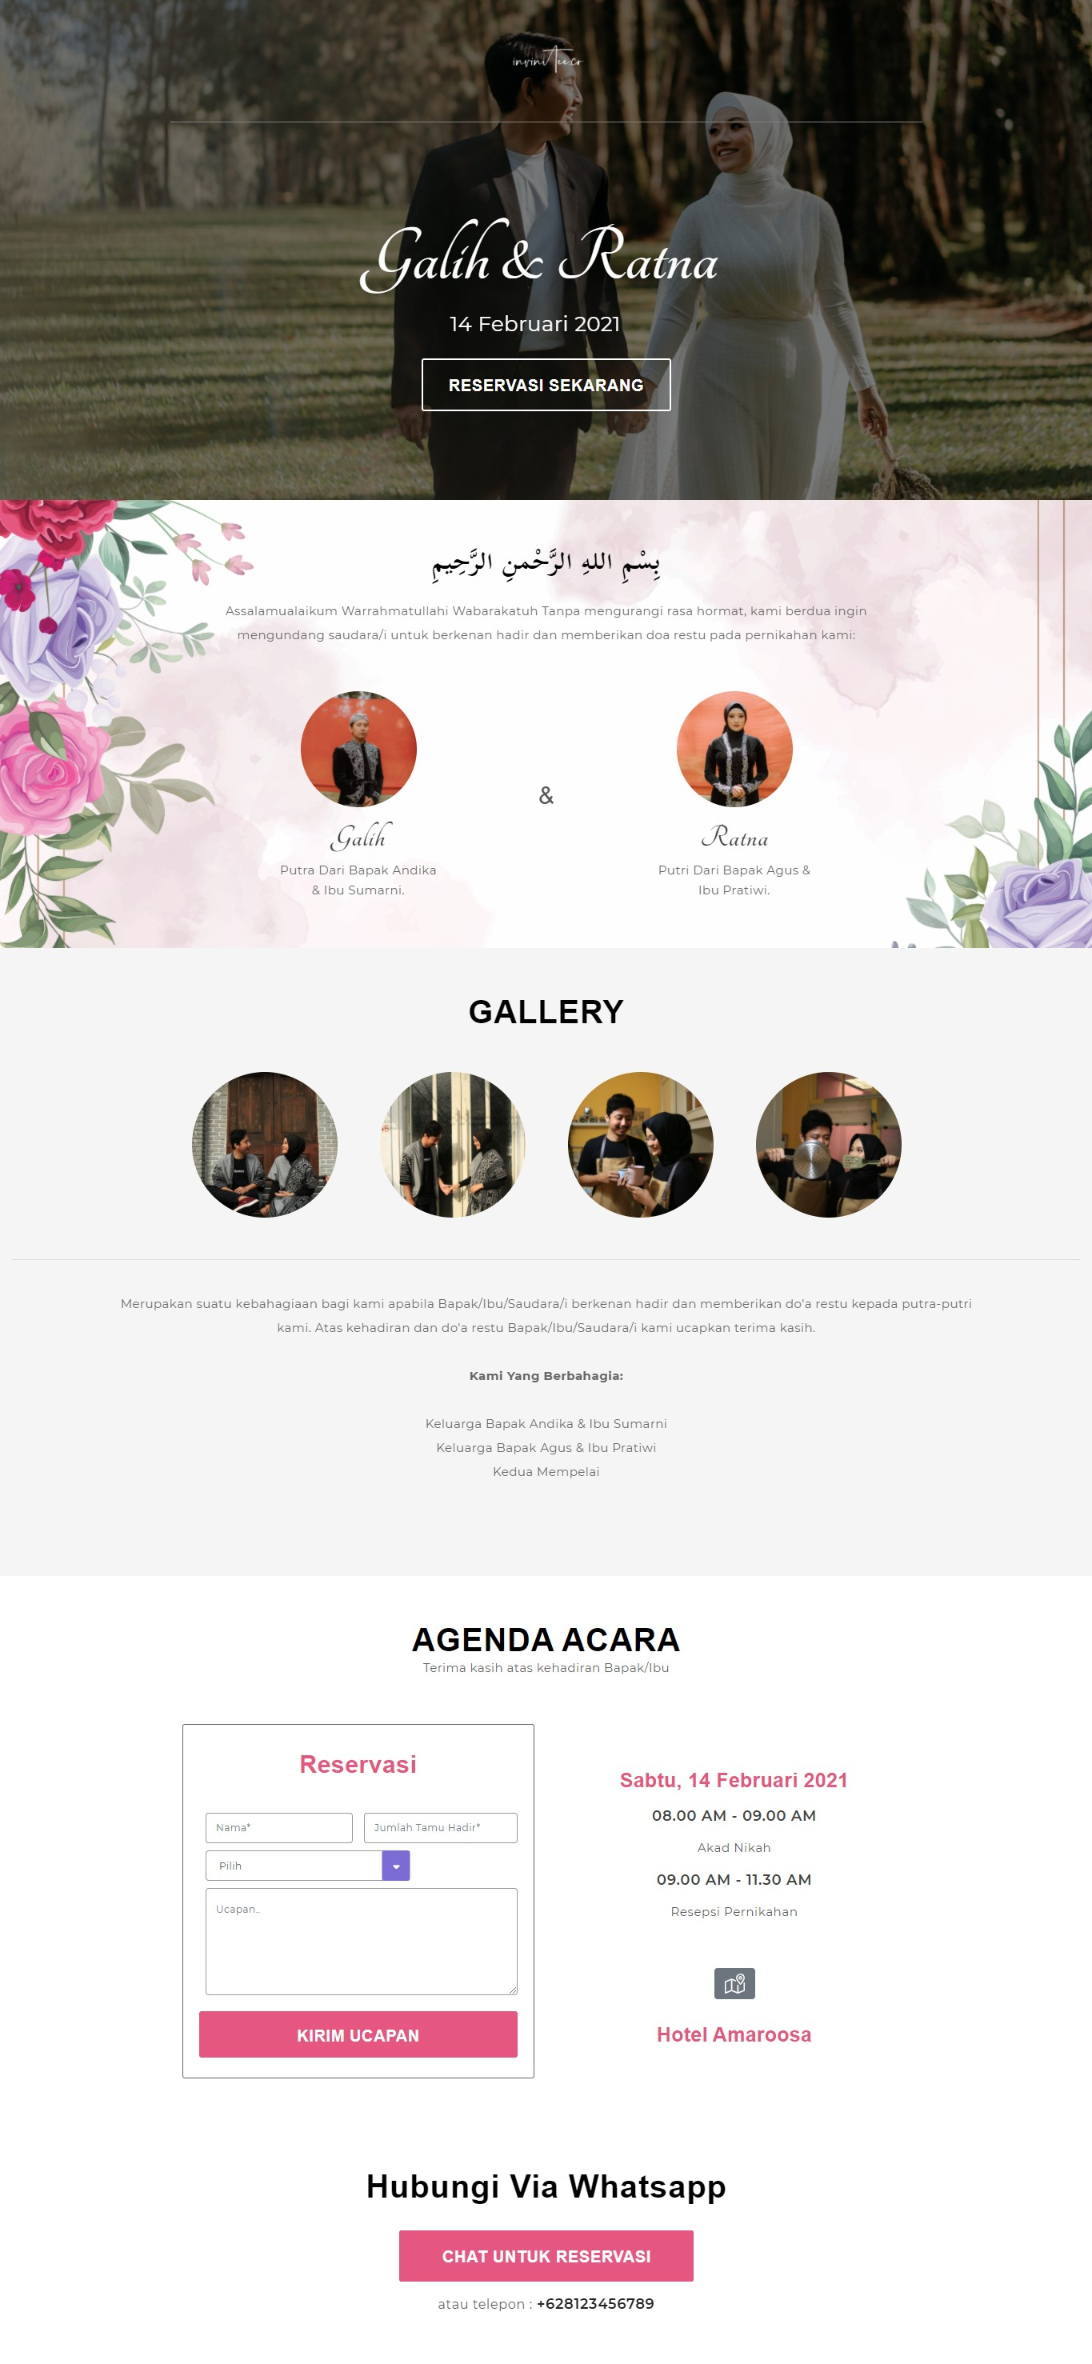 inviniTee.co
Galih & Ratna
14 Februari 2021
RESERVASI SEKARANG
بِسْمِ اللهِ الرَّحْمنِ الرَّحِيمِ
Assalamualaikum Warrahmatullahi Wabarakatuh Tanpa mengurangi rasa hormat, kami berdua ingin
mengundang saudara/i untuk berkenan hadir dan memberikan doa restu pada pernikahan kami:
&
Galih
Putra Dari Bapak Andika
& Ibu Sumarni.
Ratna
Putri Dari Bapak Agus &
Ibu Pratiwi.
GALLERY
Merupakan suatu kebahagiaan bagi kami apabila Bapak/Ibu/Saudara/i berkenan hadir dan memberikan do'a restu kepada putra-putri
kami. Atas kehadiran dan do'a restu Bapak/Ibu/Saudara/i kami ucapkan terima kasih.
Kami Yang Berbahagia:
Keluarga Bapak Andika & Ibu Sumarni
Keluarga Bapak Agus & Ibu Pratiwi
Kedua Mempelai
AGENDA ACARA
Terima kasih atas kehadiran Bapak/Ibu
Reservasi
Nama*
Jumlah Tamu Hadir*
Pilih
Ucapan..
KIRIM UCAPAN
Sabtu, 14 Februari 2021
08.00 AM - 09.00 AM
Akad Nikah
09.00 AM - 11.30 AM
Resepsi Pernikahan
Hotel Amaroosa
Hubungi Via Whatsapp
CHAT UNTUK RESERVASI
atau telepon : +628123456789